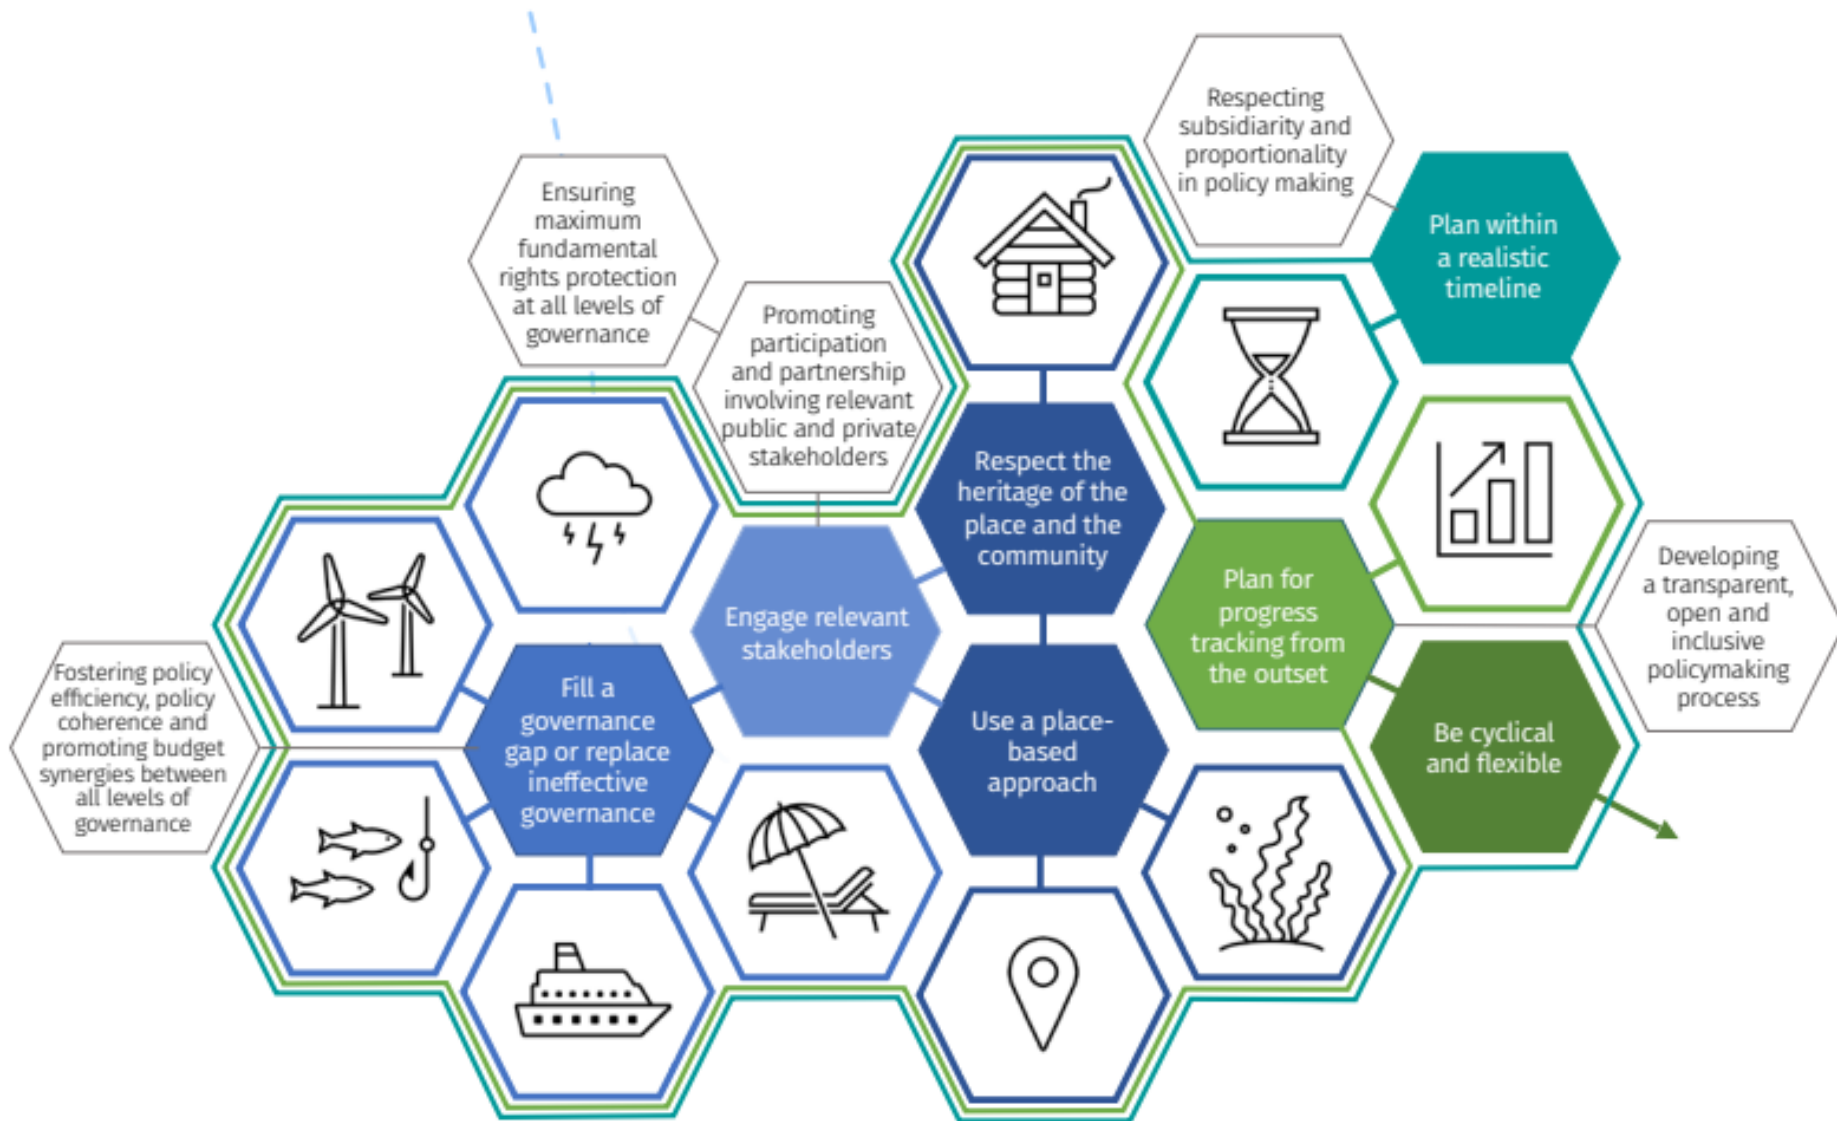 Respecting
subsidiarity and
proportionality
in policy making
Plan within
a realistic
timeline
Ensuring
maximum
fundamental
rights protection
at all levels of
governance
Promoting
participation
and partnership
involving relevant
public and private
stakeholders
Respect the
heritage of the
place and the
community
Engage relevant
stakeholders
Plan for
progress
tracking from
the outset
Developing
a transparent,
open and
inclusive
policymaking
process
Fostering policy
efficiency, policy
coherence and
promoting budget
synergies between
all levels of
governance
Fill a
governance
gap or replace
ineffective
governance
Use a place-
based
approach
Be cyclical
and flexible